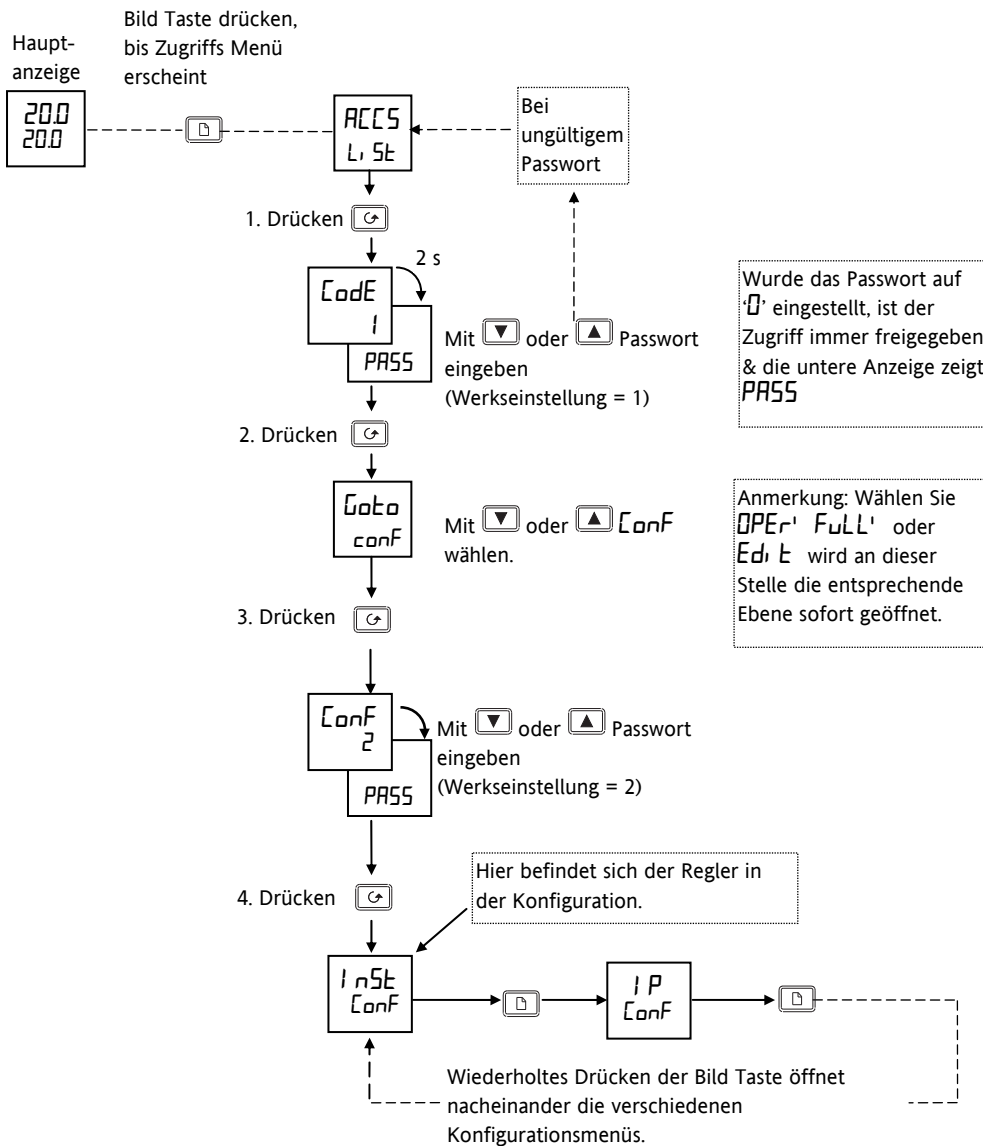 Haupt-
anzeige
Bild Taste drücken,
bis Zugriffs Menü
erscheint
20.0
20.0
ACCS
LiSt
Bei
ungültigem
Passwort
1. Drücken
2 s
CodE
1
PASS
Mit oder Passwort
eingeben
(Werkseinstellung = 1)
Wurde das Passwort auf
‘0’ eingestellt, ist der
Zugriff immer freigegeben
& die untere Anzeige zeigt
PASS
2. Drücken
Goto
conF
Mit oder ConF
wählen.
Anmerkung: Wählen Sie
OPEr' FuLL' oder
Edit wird an dieser
Stelle die entsprechende
Ebene sofort geöffnet.
3. Drücken
ConF
2
PASS
Mit oder Passwort
eingeben
(Werkseinstellung = 2)
4. Drücken
Hier befindet sich der Regler in
der Konfiguration.
InSt
ConF
IP
ConF
Wiederholtes Drücken der Bild Taste öffnet
nacheinander die verschiedenen
Konfigurationsmenüs.